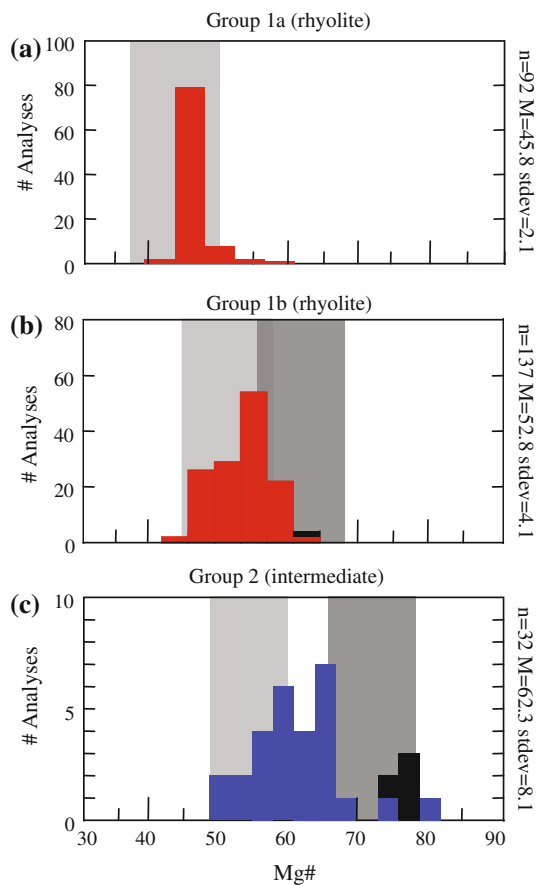 Group 1a (rhyolite)
(a)
100
80
60
40
20
0
# Analyses
n=92 M=45.8 stdev=2.1
Group 1b (rhyolite)
(b)
80
60
40
20
0
# Analyses
n=137 M=52.8 stdev=4.1
Group 2 (intermediate)
(c)
10
5
0
# Analyses
n=32 M=62.3 stdev=8.1
30 40 50 60 70 80 90
Mg#